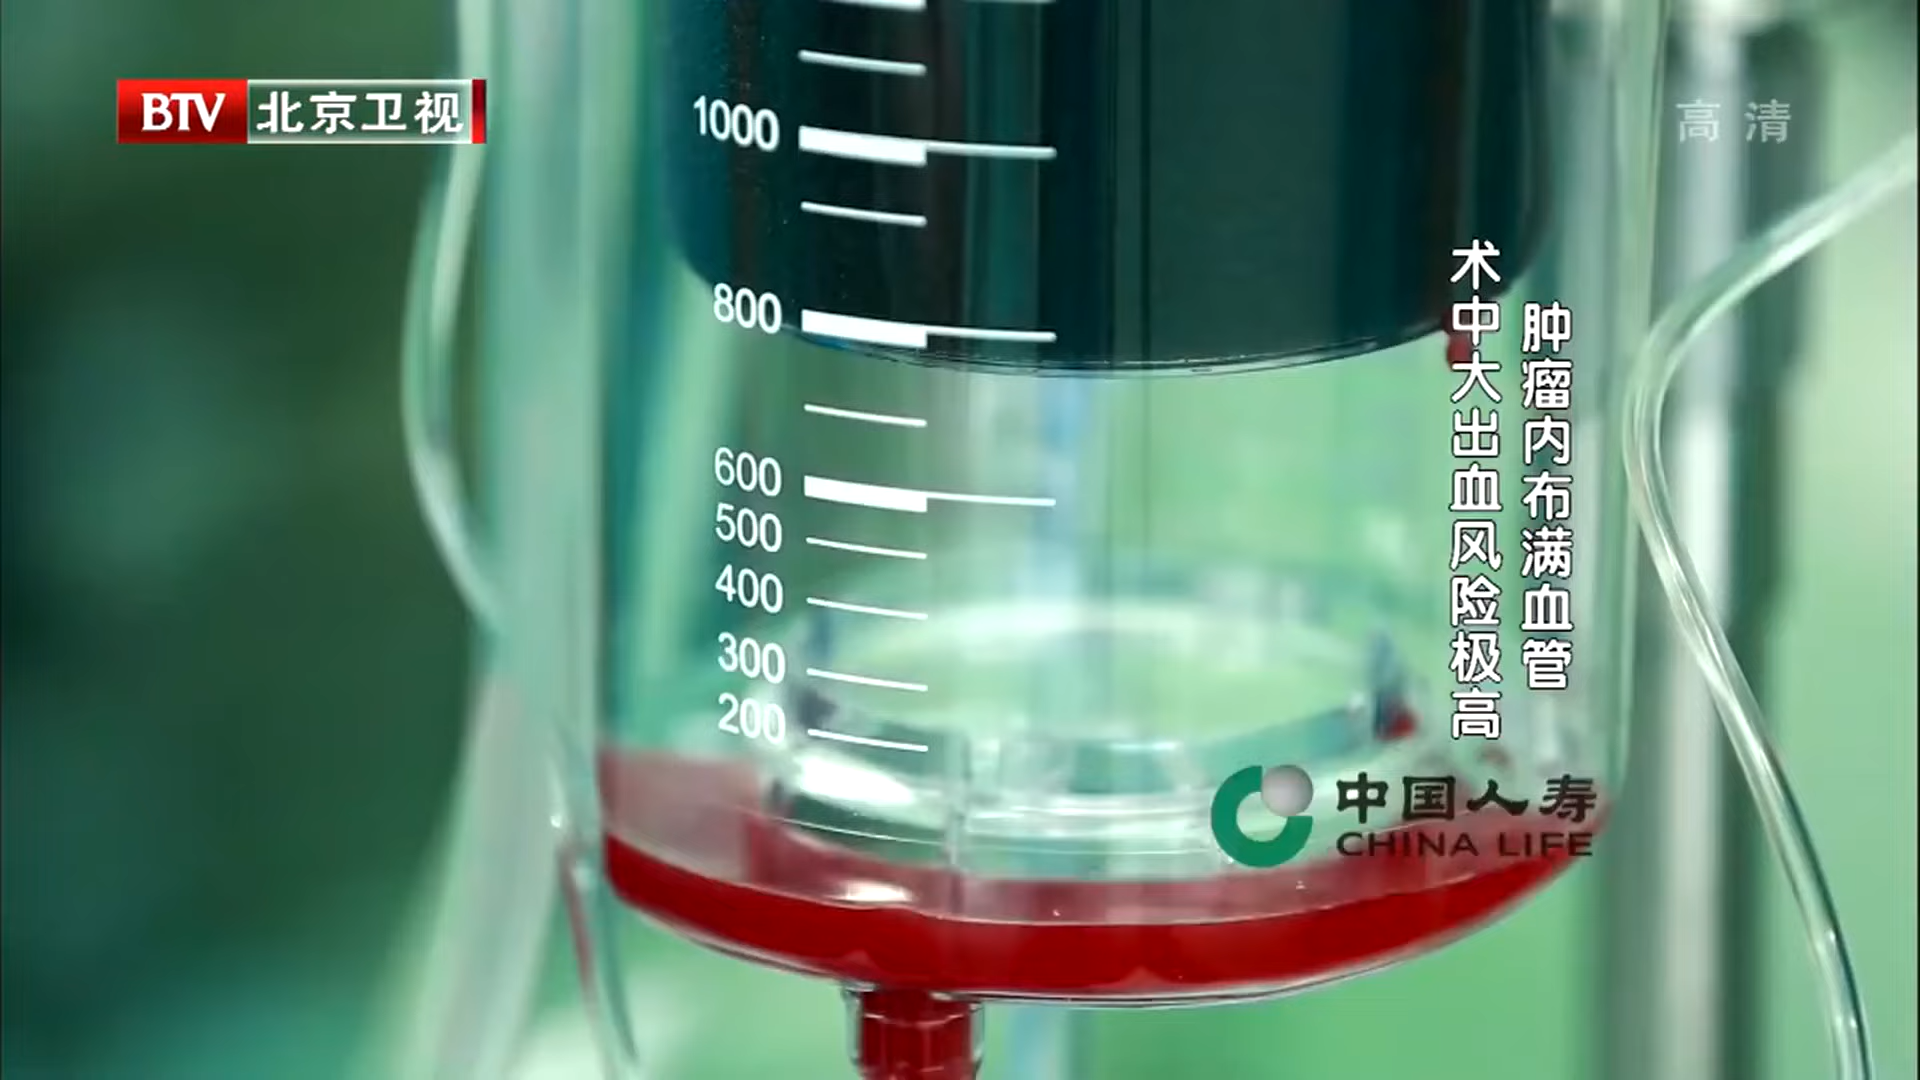 BTV 北京卫视
高清
1000
800
600
500
400
300
200
肿瘤内布满血管
术中大出血风险极高
中国人寿
CHINA LIFE